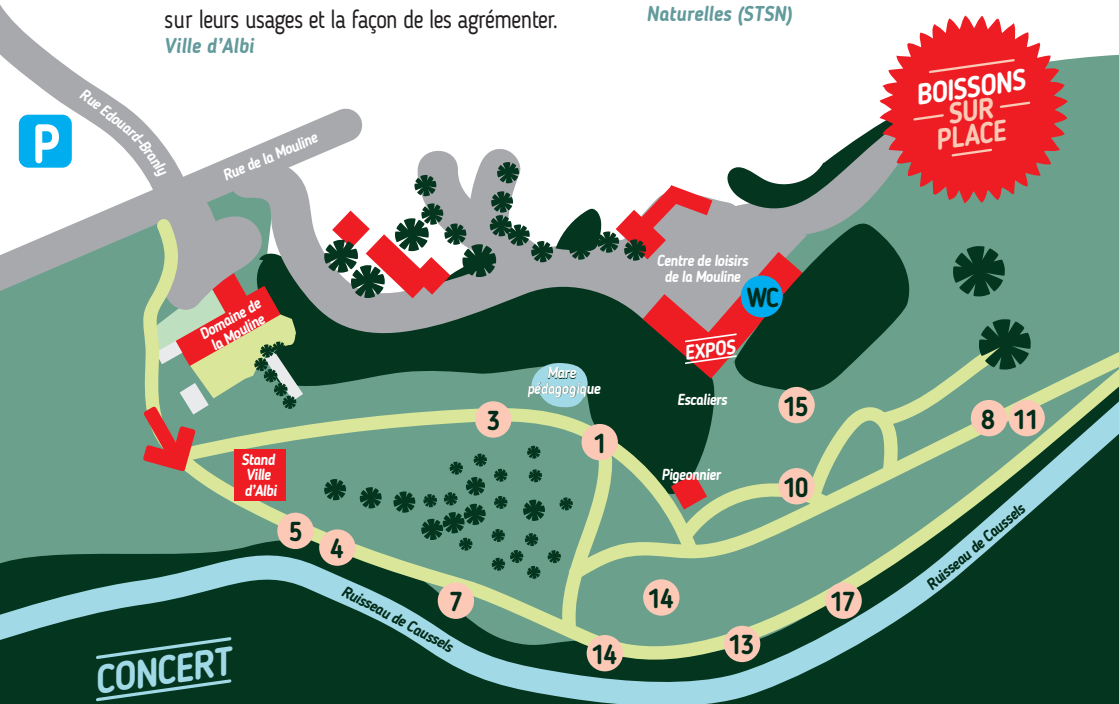 sur leurs usages et la façon de les agrémenter.
Ville d'Albi
Naturelles (STSN)
BOISSONS
SUR
PLACE
Rue Edouard-Branly
P
Rue de la Mouline
Centre de loisirs
de la Mouline
WC
Domaine de
la Mouline
EXPOS
Mare
pédagogique
Escaliers
15
3
8
11
1
Stand
Ville
d'Albi
Pigeonnier
10
5
4
Ruisseau de Caussels
7
14
17
Ruisseau de Caussels
13
14
CONCERT